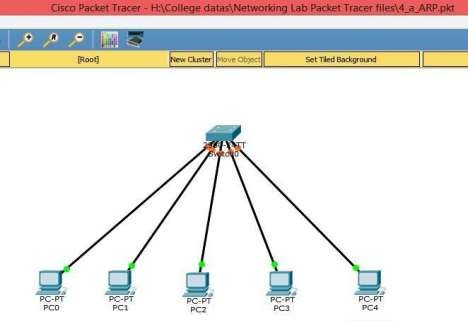 Cisco Packet Tracer - H:\College datas\Networking Lab Packet Tracer files\4_a_ARP.pkt
[Root] New Cluster Move Object Set Tiled Background
PC-PT PC-PT PC-PT PC-PT PC-PT
PC0 PC1 PC2 PC3 PC4